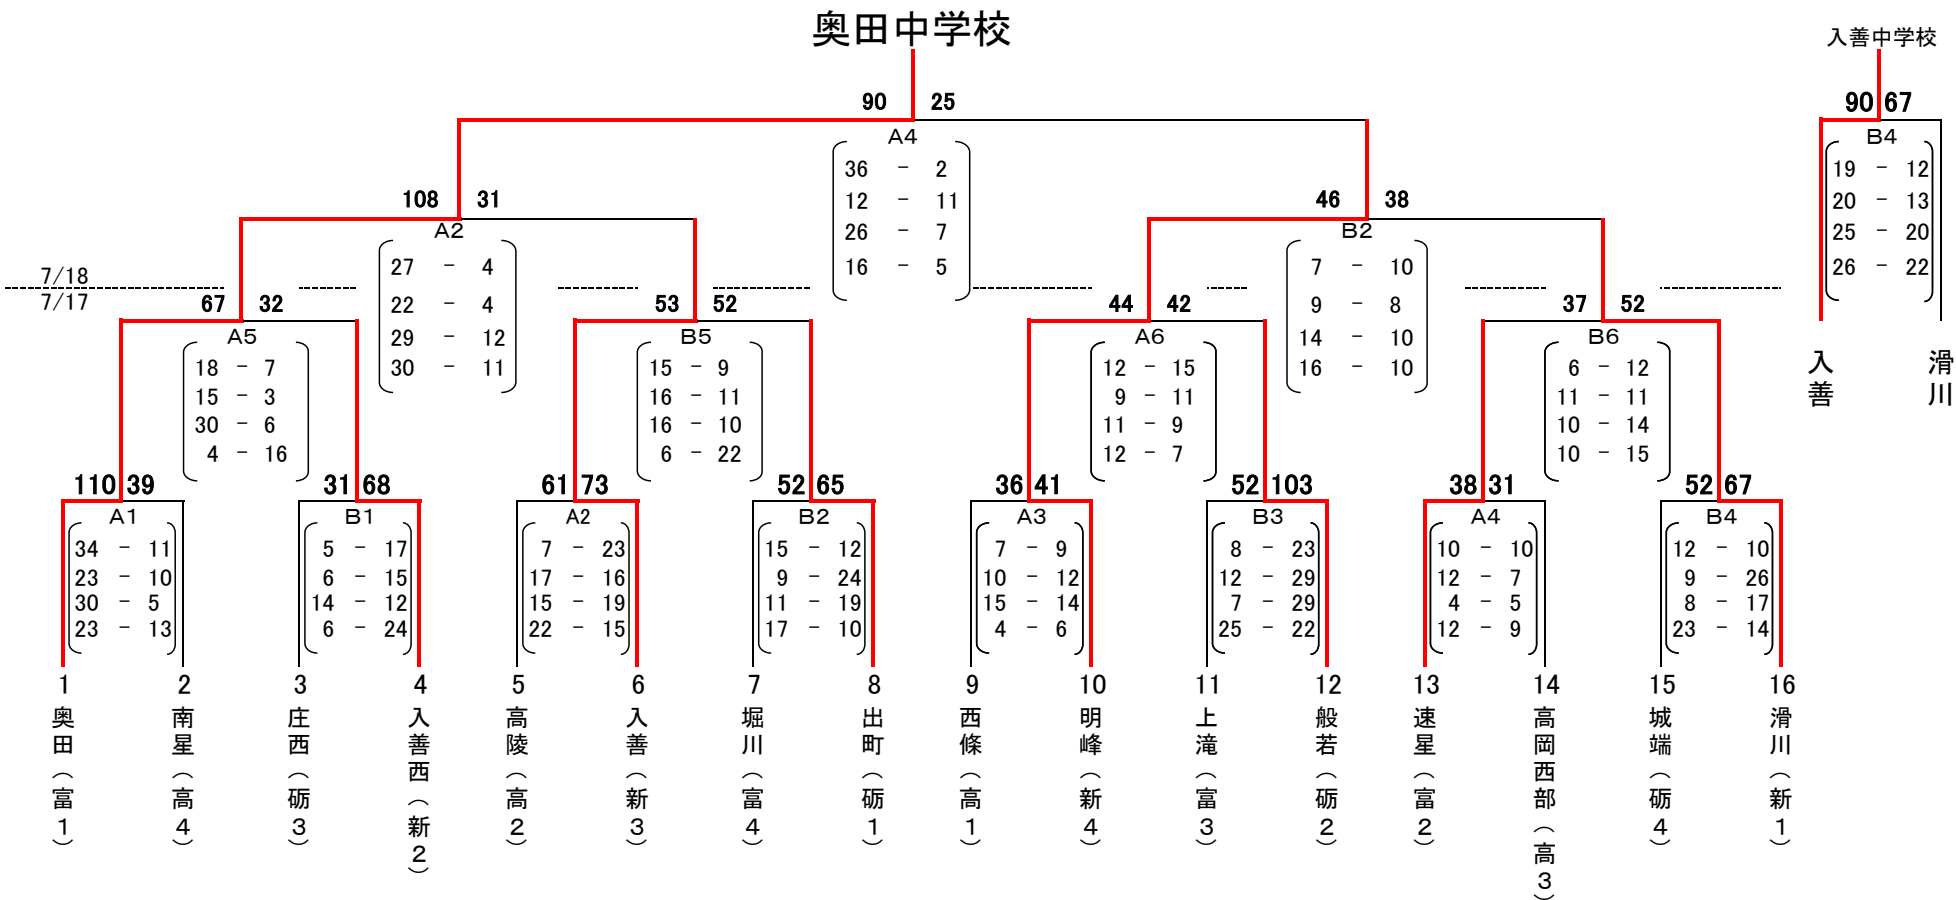 奥田中学校
入善中学校
90 25
90 67
A4
B4
36 - 2
12 - 11
26 - 7
16 - 5
19 - 12
20 - 13
25 - 20
26 - 22
入善
滑川
108 31
46 38
A2
B2
27 - 4
22 - 4
29 - 12
30 - 11
7 - 10
9 - 8
14 - 10
16 - 10
7/18
7/17
67 32
53 52
44 42
37 52
A5
B5
A6
B6
18 - 7
15 - 3
30 - 6
4 - 16
15 - 9
16 - 11
16 - 10
6 - 22
12 - 15
9 - 11
11 - 9
12 - 7
6 - 12
11 - 11
10 - 14
10 - 15
110 39
31 68
61 73
52 65
36 41
52 103
38 31
52 67
A1
B1
A2
B2
A3
B3
A4
B4
34 - 11
23 - 10
30 - 5
23 - 13
5 - 17
6 - 15
14 - 12
6 - 24
7 - 23
17 - 16
15 - 19
22 - 15
15 - 12
9 - 24
11 - 19
17 - 10
7 - 9
10 - 12
15 - 14
4 - 6
8 - 23
12 - 29
7 - 29
25 - 22
10 - 10
12 - 7
4 - 5
12 - 9
12 - 10
9 - 26
8 - 17
23 - 14
1 2 3 4 5 6 7 8 9 10 11 12 13 14 15 16
奥田（富1）
南星（高4）
庄西（砺3）
入善西（新2）
高陵（高2）
入善（新3）
堀川（富4）
出町（砺1）
西條（高1）
明峰（新4）
上滝（富3）
般若（砺2）
速星（富2）
高岡西部（高3）
城端（砺4）
滑川（新1）